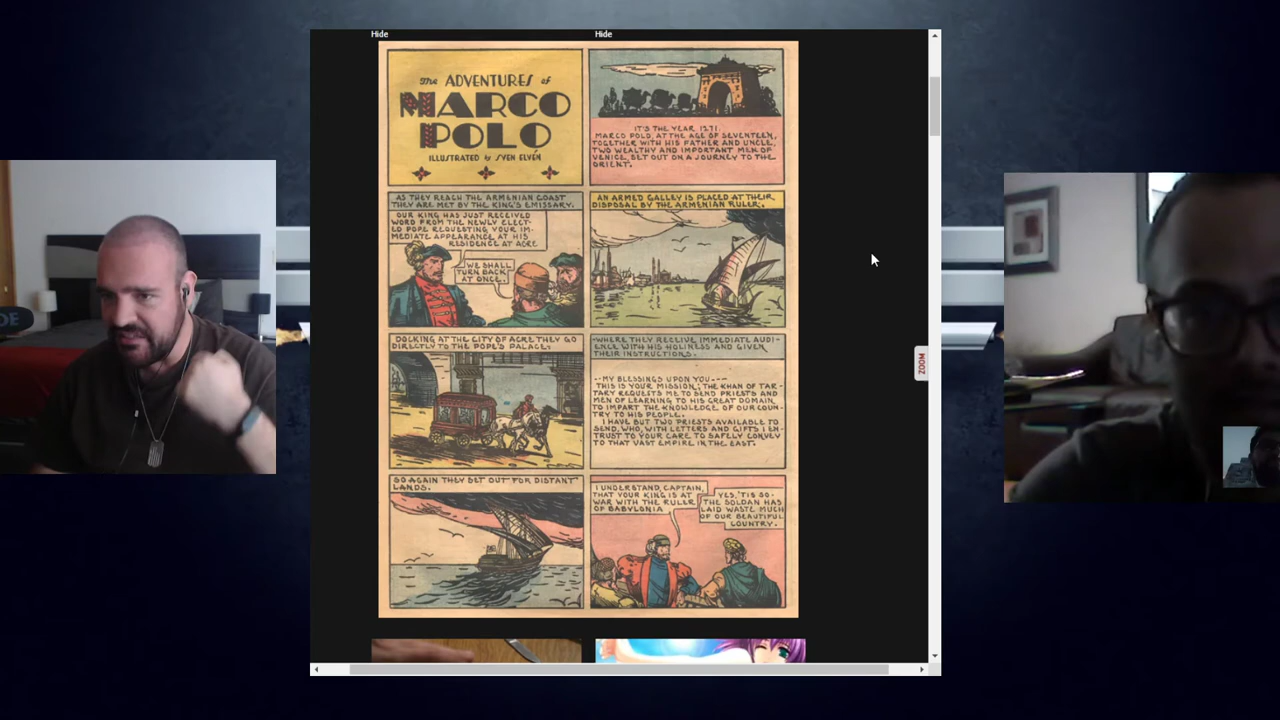 Hide
Hide
The ADVENTURES of
MARCO
POLO
ILLUSTRATED by SVEN ELVÉN
IT'S THE YEAR 1271.
MARCO POLO, AT THE AGE OF SEVENTEEN,
TOGETHER WITH HIS FATHER AND UNCLE,
TWO WEALTHY AND IMPORTANT MEN OF
VENICE, SET OUT ON A JOURNEY TO THE
ORIENT.
AS THEY REACH THE ARMENIAN COAST
THEY ARE MET BY THE KING'S EMISSARY.
OUR KING HAS JUST RECEIVED
WORD FROM THE NEWLY ELECT-
ED POPE REQUESTING YOUR IM-
MEDIATE APPEARANCE AT HIS
RESIDENCE AT ACRE
WE SHALL
TURN BACK
AT ONCE.
AN ARMED GALLEY IS PLACED AT THEIR
DISPOSAL BY THE ARMENIAN RULER.
DOCKING AT THE CITY OF ACRE THEY GO
DIRECTLY TO THE POPE'S PALACE.
-WHERE THEY RECEIVE IMMEDIATE AUDI-
ENCE WITH HIS HOLINESS AND GIVEN
THEIR INSTRUCTIONS.
--MY BLESSINGS UPON YOU---
THIS IS YOUR MISSION; THE KHAN OF TAR-
TARY REQUESTS ME TO SEND PRIESTS AND
MEN OF LEARNING TO HIS GREAT DOMAIN,
TO IMPART THE KNOWLEDGE OF OUR COUN-
TRY TO HIS PEOPLE.
I HAVE BUT TWO PRIESTS AVAILABLE TO
SEND, WHO, WITH LETTERS AND GIFTS I EN-
TRUST TO YOUR CARE TO SAFELY CONVEY
TO THAT VAST EMPIRE IN THE EAST.
SO AGAIN THEY SET OUT FOR DISTANT
LANDS.
I UNDERSTAND, CAPTAIN,
THAT YOUR KING IS AT
WAR WITH THE RULER
OF BABYLONIA
YES, 'TIS SO-
THE SOLDAN HAS
LAID WASTE MUCH
OF OUR BEAUTIFUL
COUNTRY.
ZOOM
DE